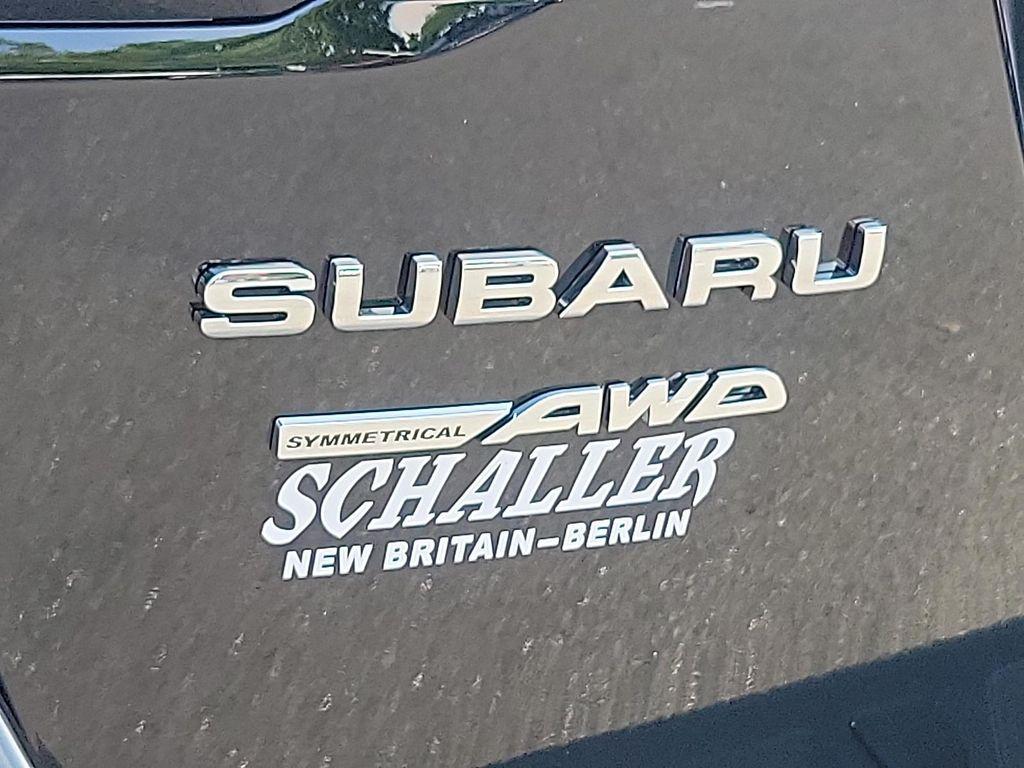 SUBARU
SYMMETRICAL AWD
SCHALLER
NEW BRITAIN-BERLIN